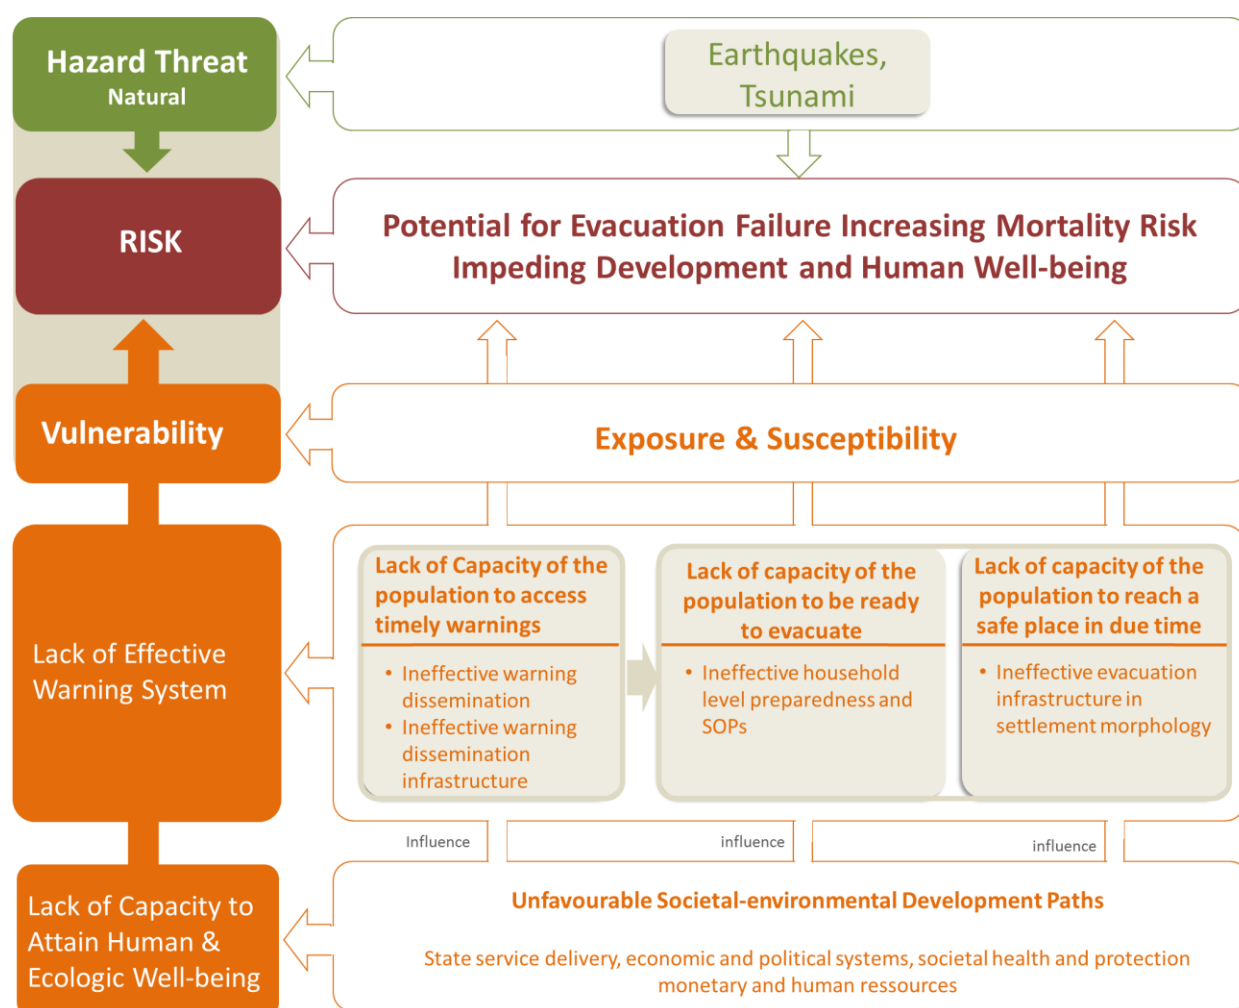 Hazard Threat
Natural
Earthquakes,
Tsunami
RISK
Potential for Evacuation Failure Increasing Mortality Risk
Impeding Development and Human Well-being
Vulnerability
Exposure & Susceptibility
Lack of Effective
Warning System
Lack of Capacity of the
population to access
timely warnings
• Ineffective warning
dissemination
• Ineffective warning
dissemination
infrastructure
Lack of capacity of the
population to be ready
to evacuate
• Ineffective household
level preparedness and
SOPs
Lack of capacity of the
population to reach a
safe place in due time
• Ineffective evacuation
infrastructure in
settlement morphology
Influence
influence
influence
Lack of Capacity to
Attain Human &
Ecologic Well-being
Unfavourable Societal-environmental Development Paths
State service delivery, economic and political systems, societal health and protection
monetary and human ressources